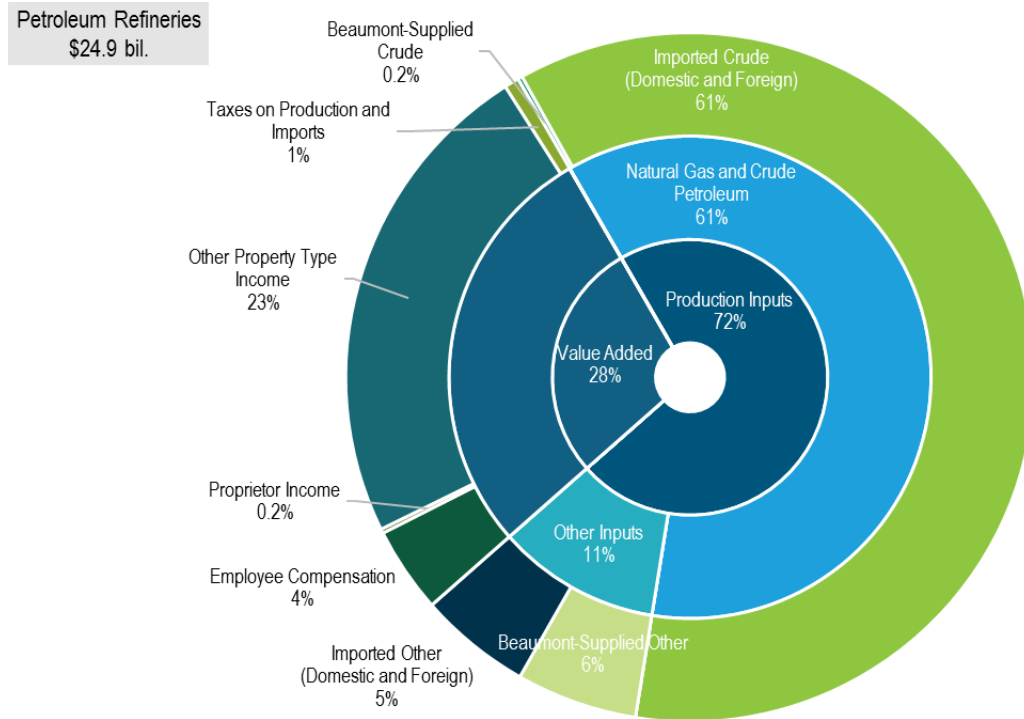 Petroleum Refineries
$24.9 bil.
Beaumont-Supplied
Crude
0.2%
Imported Crude
(Domestic and Foreign)
61%
Taxes on Production and
Imports
1%
Natural Gas and Crude
Petroleum
61%
Other Property Type
Income
23%
Production Inputs
72%
Value Added
28%
Proprietor Income
0.2%
Other Inputs
11%
Employee Compensation
4%
Beaumont-Supplied Other
6%
Imported Other
(Domestic and Foreign)
5%